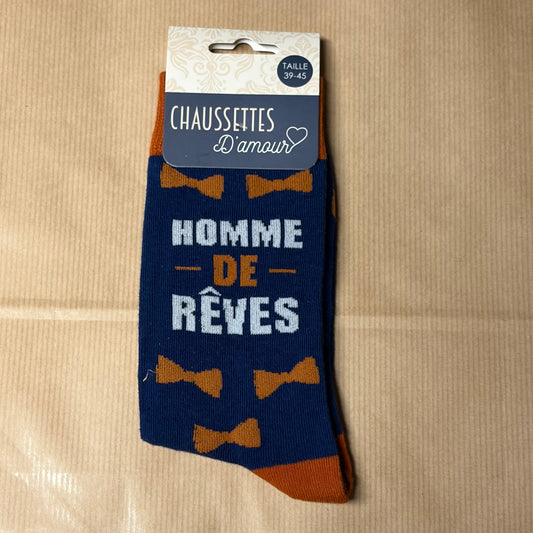 TAILLE
39-45
CHAUSSETTES
D'amour
HOMME
DE
RÊVES